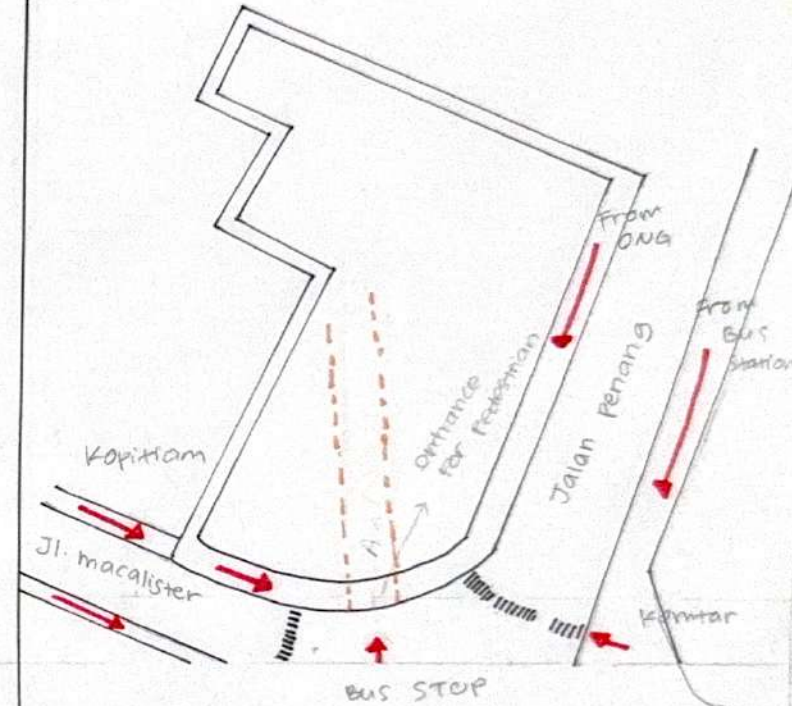 From
ONG
From
Bus
Station
Jalan Penang
entrance
For Pedestrian
Kopitiam
Jl. macalister
Komtar
BUS STOP